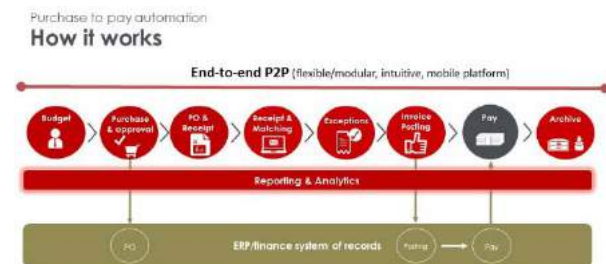 Purchase to pay automation
How it works
End-to-end P2P (flexible/modular, intuitive, mobile platform)
Budget
Purchase
& approval
PO &
Receipt
Receipt &
Matching
Exceptions
Invoice
Posting
Pay
Archive
Reporting & Analytics
PO
ERP/finance system of records
Posting
Pay